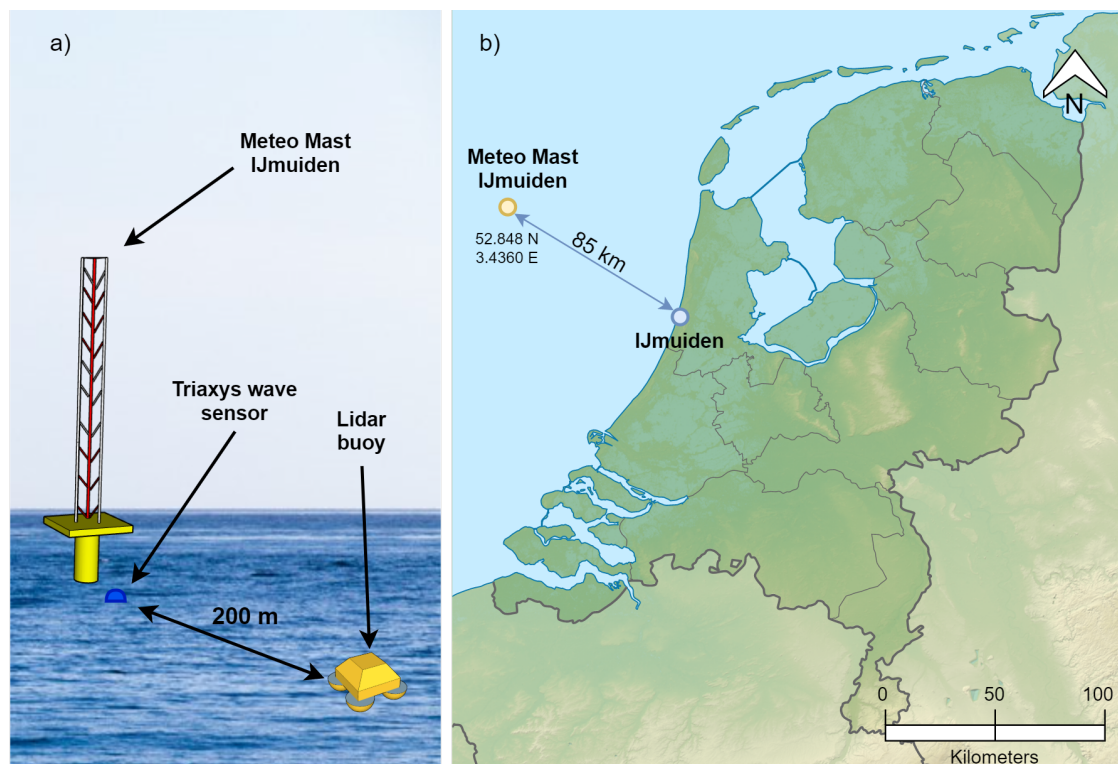 a)
Meteo Mast
IJmuiden
Triaxys wave
sensor
Lidar
buoy
200 m
b)
N
Meteo Mast
IJmuiden
52.848 N
3.4360 E
85 km
IJmuiden
0
50
100
Kilometers